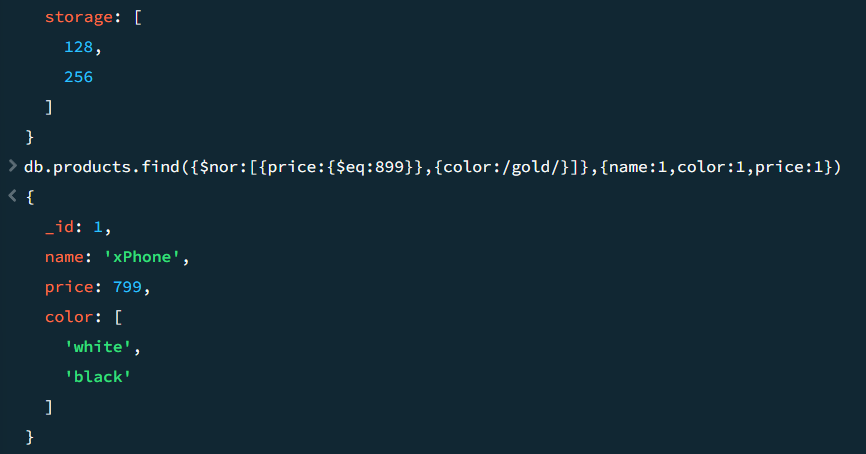 storage: [
128,
256
]
}
> db.products.find({$nor:[{price:{$eq:899}},{color:/gold/}]},{name:1,color:1,price:1})
< {
_id: 1,
name: 'xPhone',
price: 799,
color: [
'white',
'black'
]
}